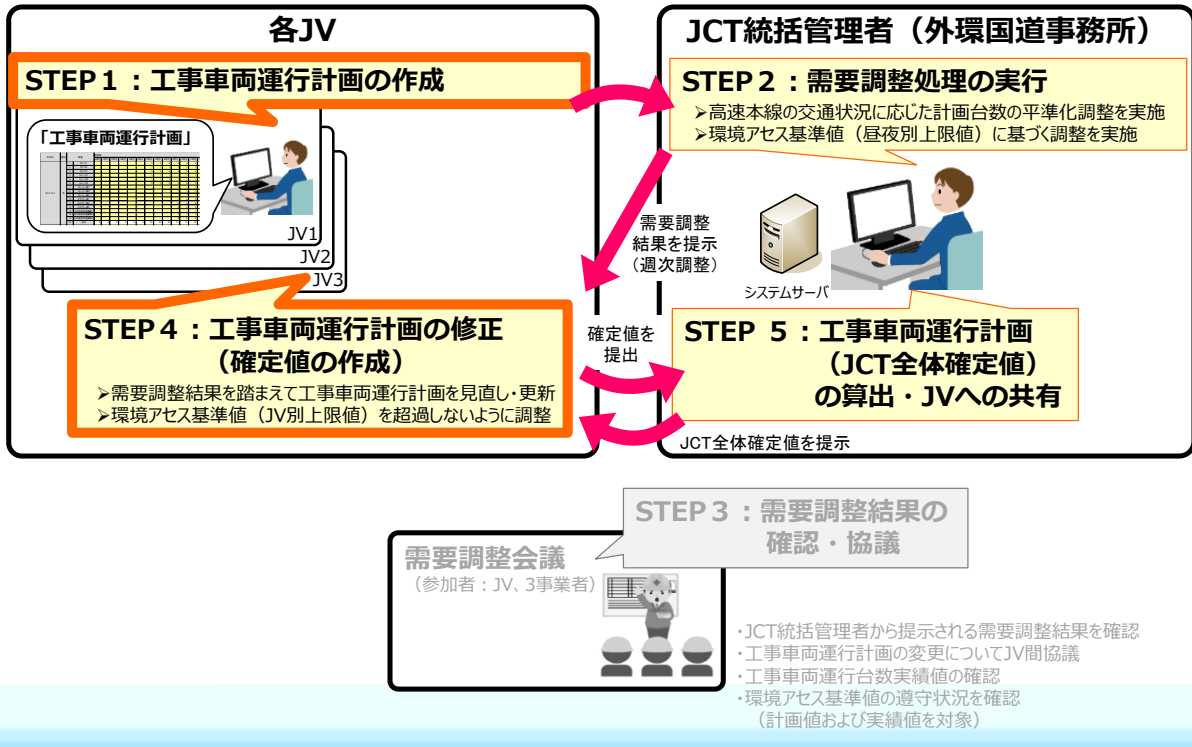 各JV
STEP１：工事車両運行計画の作成
「工事車両運行計画」
JV1
JV2
JV3
STEP４：工事車両運行計画の修正
（確定値の作成）
➢需要調整結果を踏まえて工事車両運行計画を見直し・更新
➢環境アセス基準値（JV別上限値）を超過しないように調整
需要調整
結果を提示
（週次調整）
確定値を
提出
JCT統括管理者（外環国道事務所）
STEP２：需要調整処理の実行
➢高速本線の交通状況に応じた計画台数の平準化調整を実施
➢環境アセス基準値（昼夜別上限値）に基づく調整を実施
システムサーバ
STEP ５：工事車両運行計画
（JCT全体確定値）
の算出・JVへの共有
JCT全体確定値を提示
STEP３：需要調整結果の
確認・協議
需要調整会議
（参加者：JV、3事業者）
・JCT統括管理者から提示される需要調整結果を確認
・工事車両運行計画の変更についてJV間協議
・工事車両運行台数実績値の確認
・環境アセス基準値の遵守状況を確認
（計画値および実績値を対象）